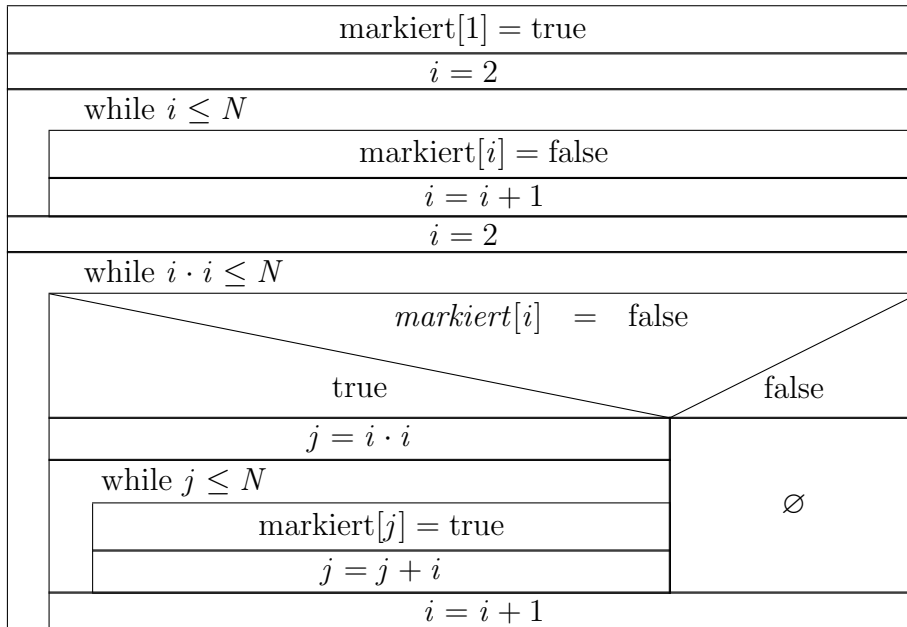 markiert[1] = true
i = 2
while i ≤ N
markiert[i] = false
i = i + 1
i = 2
while i · i ≤ N
markiert[i] = false
true
false
j = i · i
while j ≤ N
∅
markiert[j] = true
j = j + i
i = i + 1